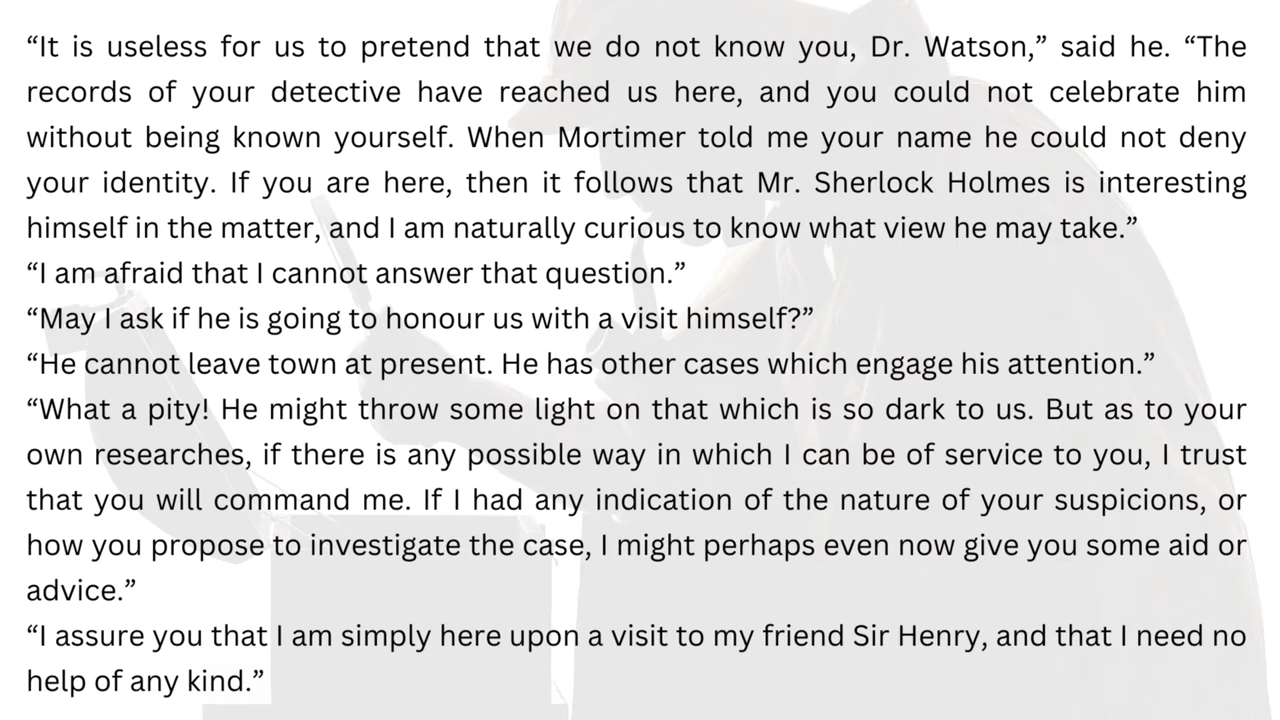 “It is useless for us to pretend that we do not know you, Dr. Watson,” said he. “The
records of your detective have reached us here, and you could not celebrate him
without being known yourself. When Mortimer told me your name he could not deny
your identity. If you are here, then it follows that Mr. Sherlock Holmes is interesting
himself in the matter, and I am naturally curious to know what view he may take.”
“I am afraid that I cannot answer that question.”
“May I ask if he is going to honour us with a visit himself?”
“He cannot leave town at present. He has other cases which engage his attention.”
“What a pity! He might throw some light on that which is so dark to us. But as to your
own researches, if there is any possible way in which I can be of service to you, I trust
that you will command me. If I had any indication of the nature of your suspicions, or
how you propose to investigate the case, I might perhaps even now give you some aid or
advice.”
“I assure you that I am simply here upon a visit to my friend Sir Henry, and that I need no
help of any kind.”